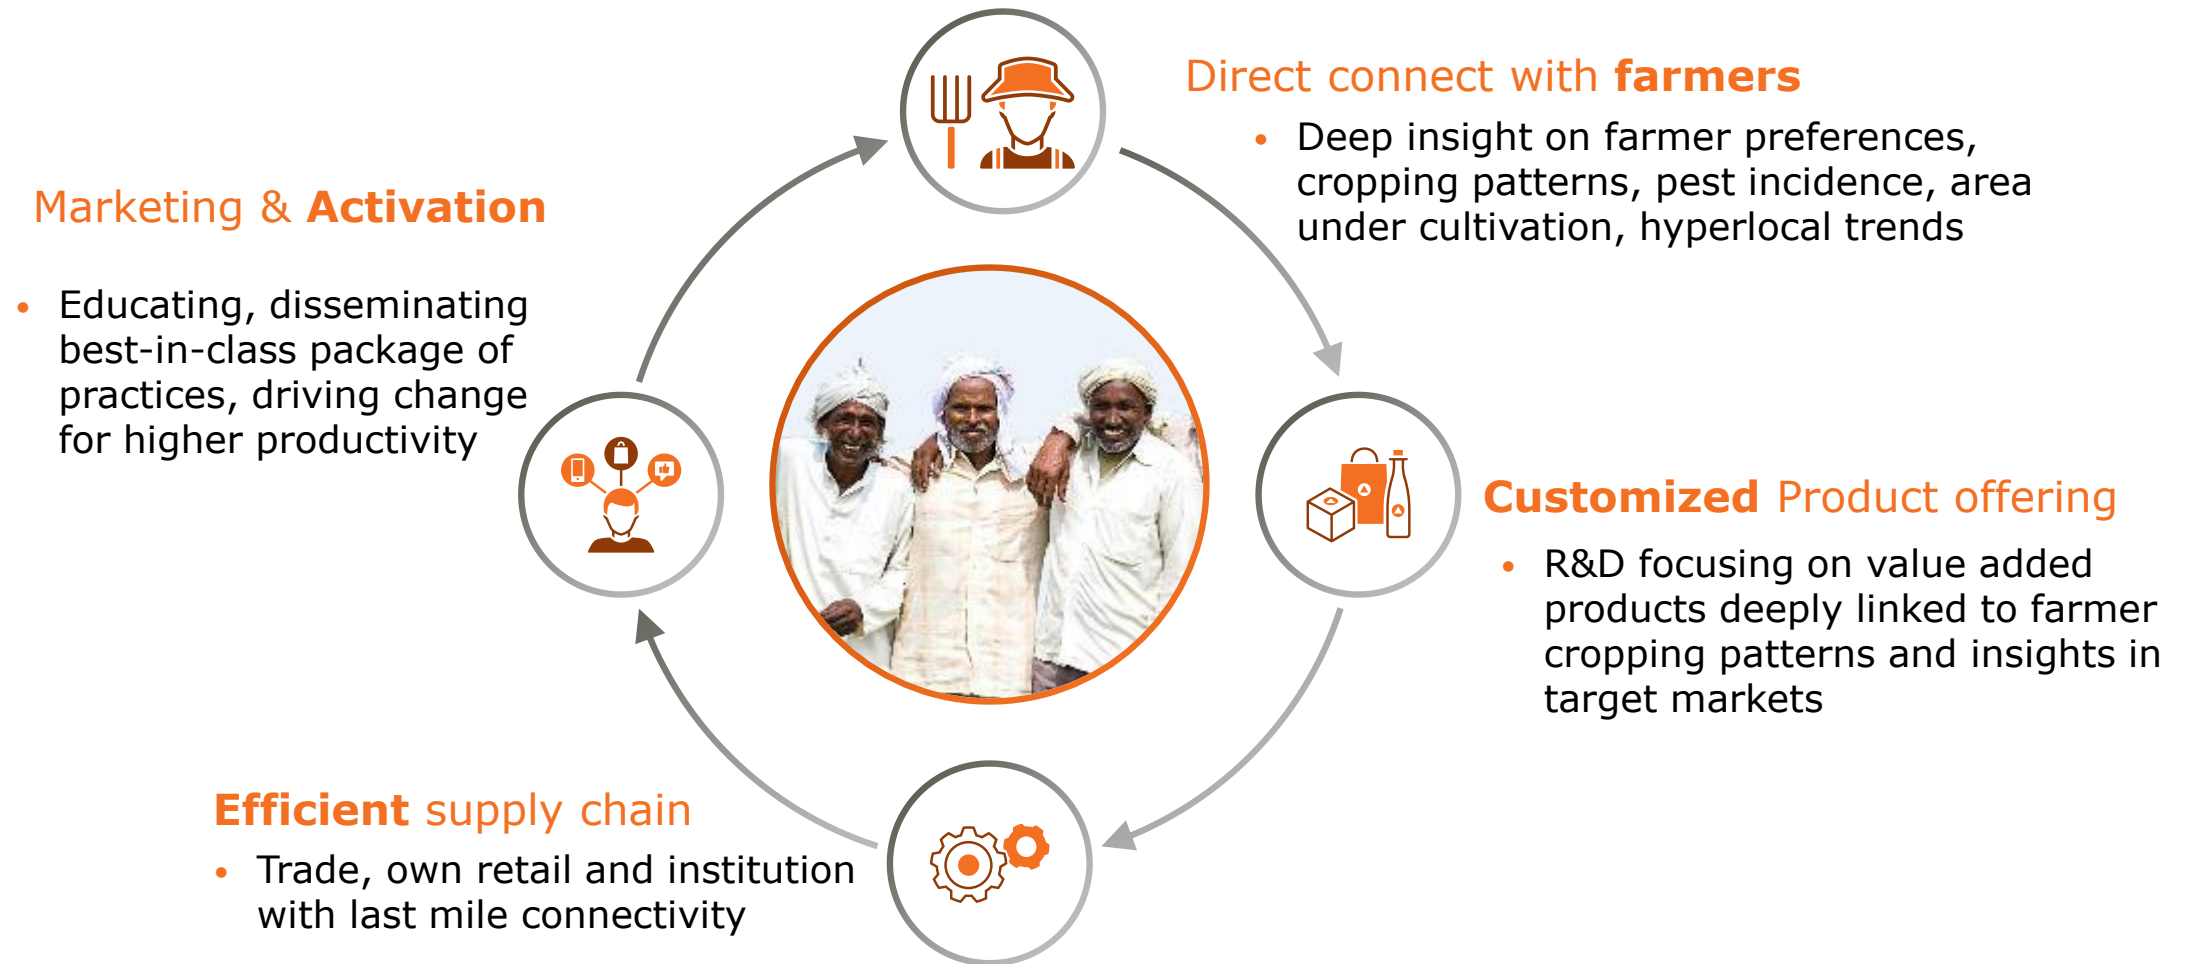 Direct connect with farmers
• Deep insight on farmer preferences,
cropping patterns, pest incidence, area
under cultivation, hyperlocal trends
Customized Product offering
• R&D focusing on value added
products deeply linked to farmer
cropping patterns and insights in
target markets
Efficient supply chain
• Trade, own retail and institution
with last mile connectivity
Marketing & Activation
• Educating, disseminating
best-in-class package of
practices, driving change
for higher productivity